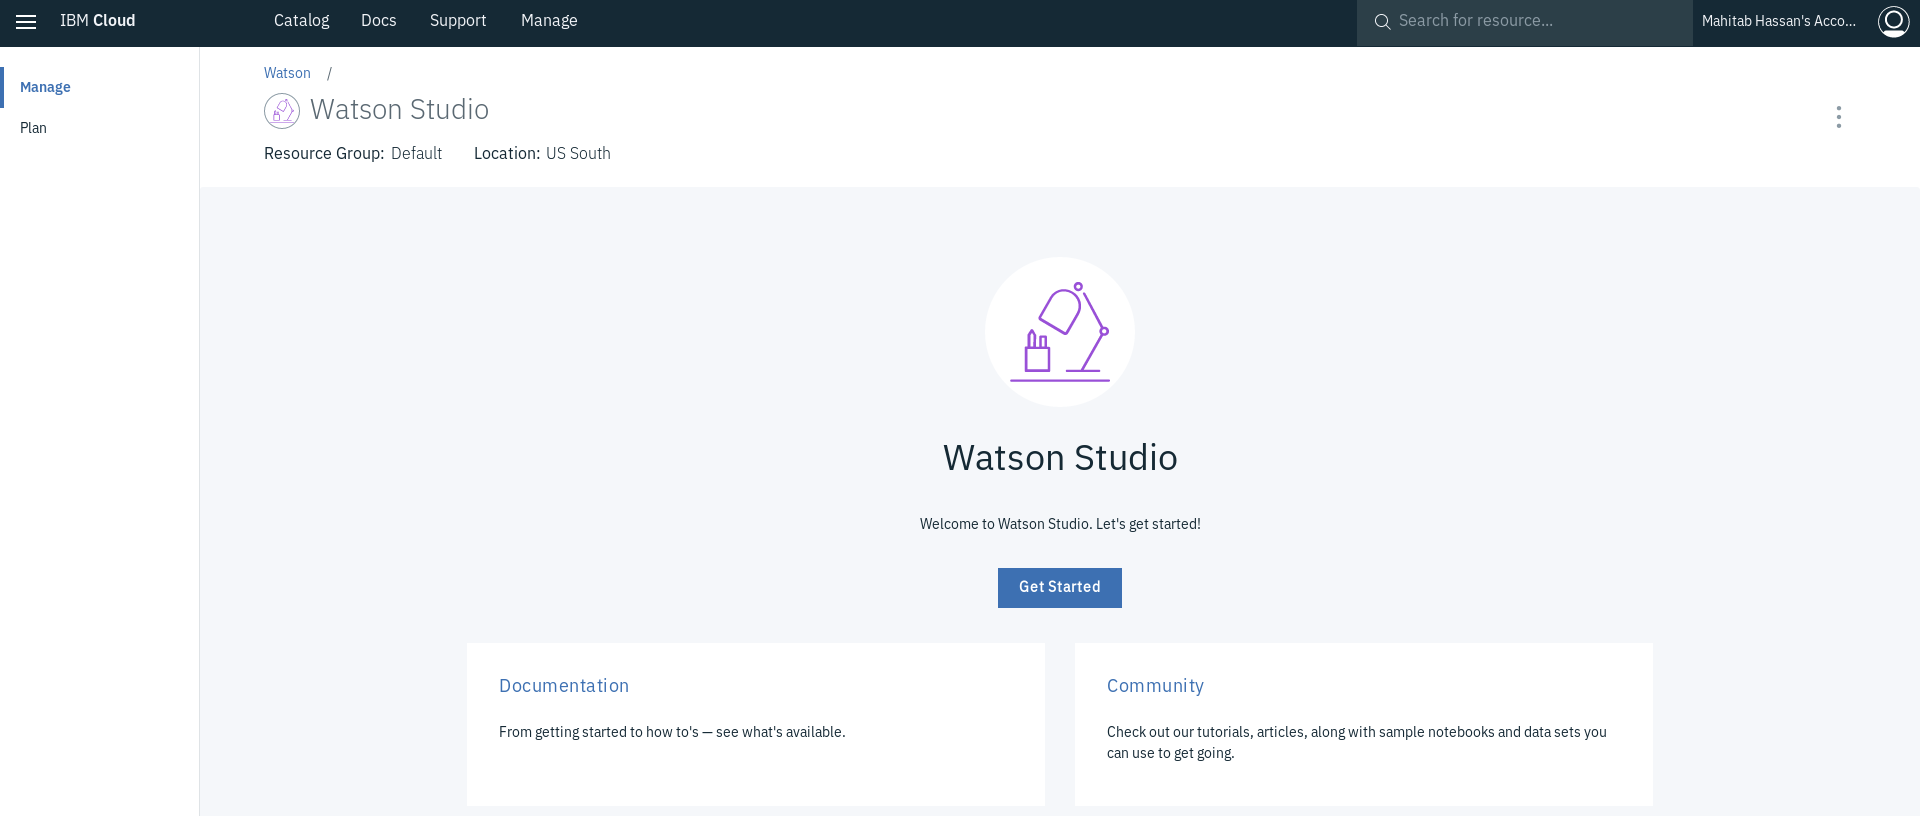 IBM Cloud
Catalog
Docs
Support
Manage
Search for resource...
Mahitab Hassan's Acco...
Manage
Plan
Watson /
Watson Studio
Resource Group: Default Location: US South
Watson Studio
Welcome to Watson Studio. Let's get started!
Get Started
Documentation
From getting started to how to's — see what's available.
Community
Check out our tutorials, articles, along with sample notebooks and data sets you
can use to get going.